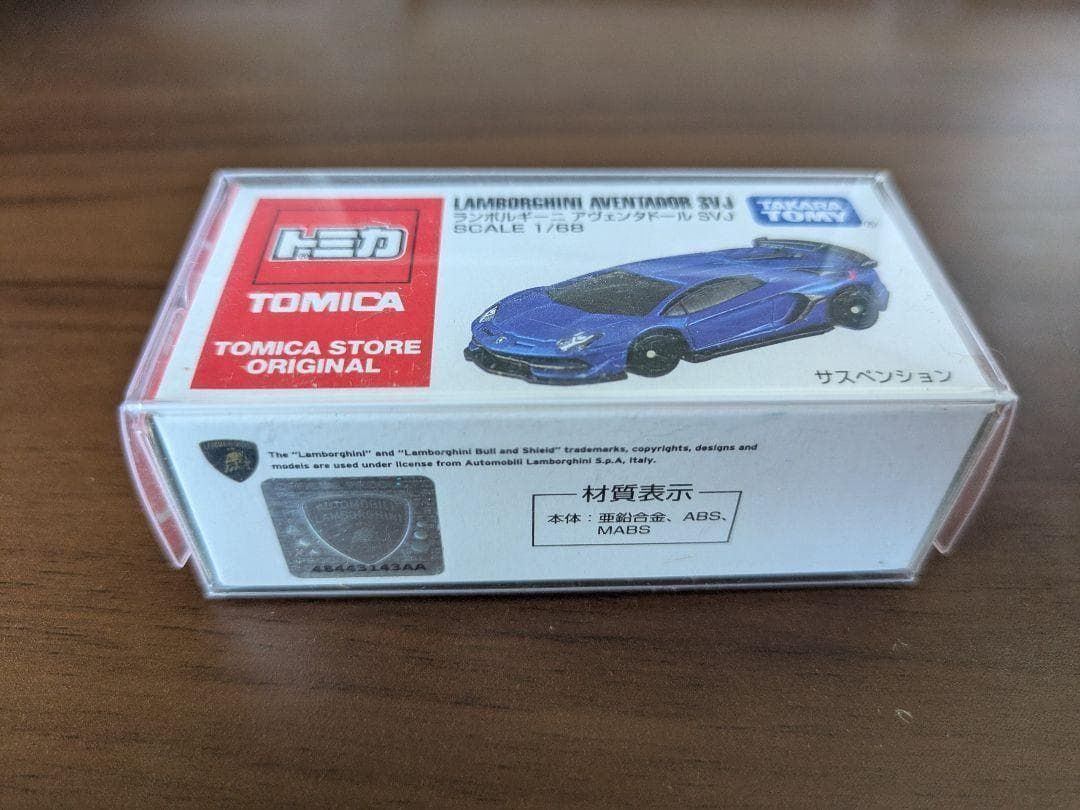 トミカ
TOMICA
TOMICA STORE
ORIGINAL
LAMBORGHINI AVENTADOR SVJ
ランボルギーニ アヴェンタドール SVJ
SCALE 1/68
TAKARA
TOMY
サスペンション
The "Lamborghini" and "Lamborghini Bull and Shield" trademarks, copyrights, designs and
models are used under license from Automobili Lamborghini S.p.A, Italy.
48443143AA
材質表示
本体：亜鉛合金、ABS、
MABS